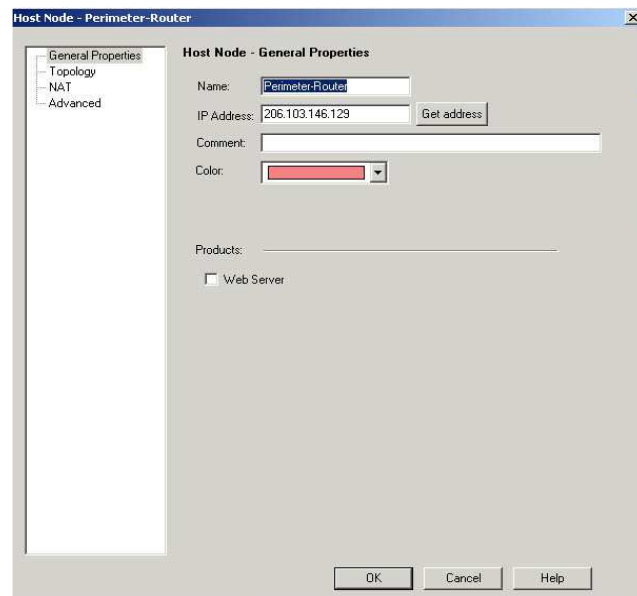 Host Node - Perimeter-Router
General Properties
Topology
NAT
Advanced
Host Node - General Properties
Name: Perimeter-Router
IP Address: 206.103.146.129 Get address
Comment:
Color:
Products:
Web Server
OK Cancel Help